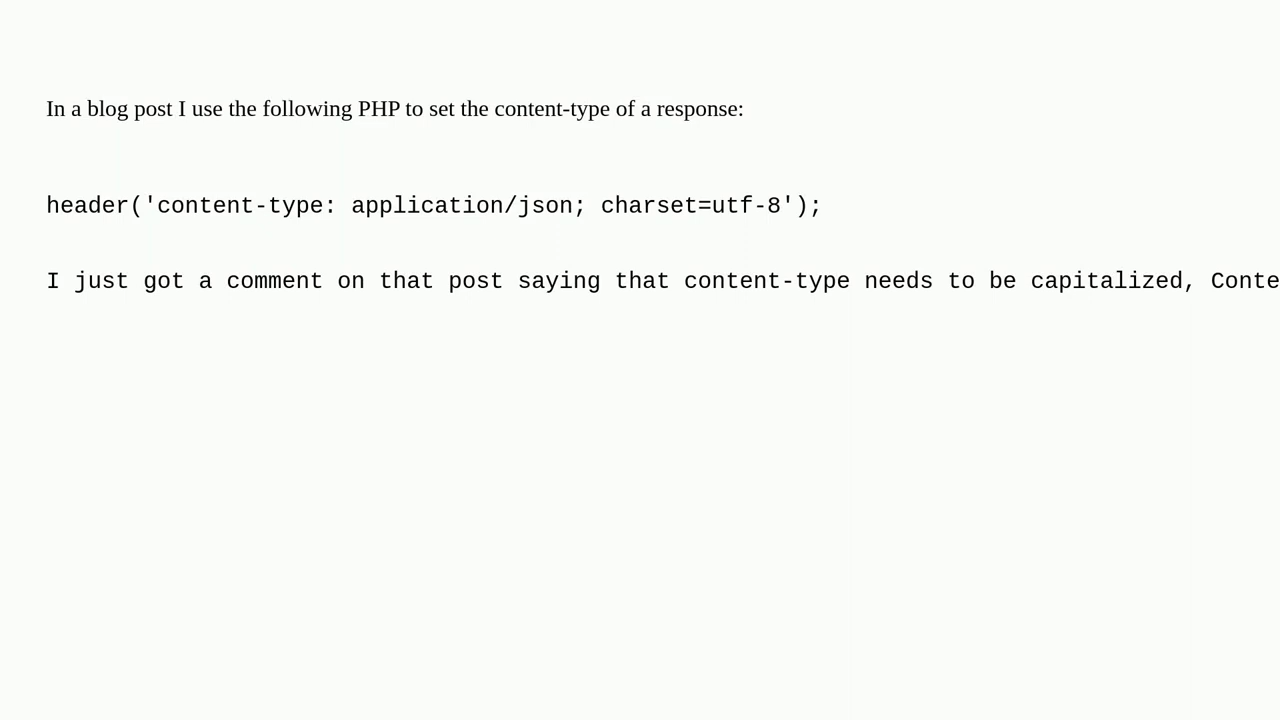 In a blog post I use the following PHP to set the content-type of a response:
header('content-type: application/json; charset=utf-8');
I just got a comment on that post saying that content-type needs to be capitalized, Conte